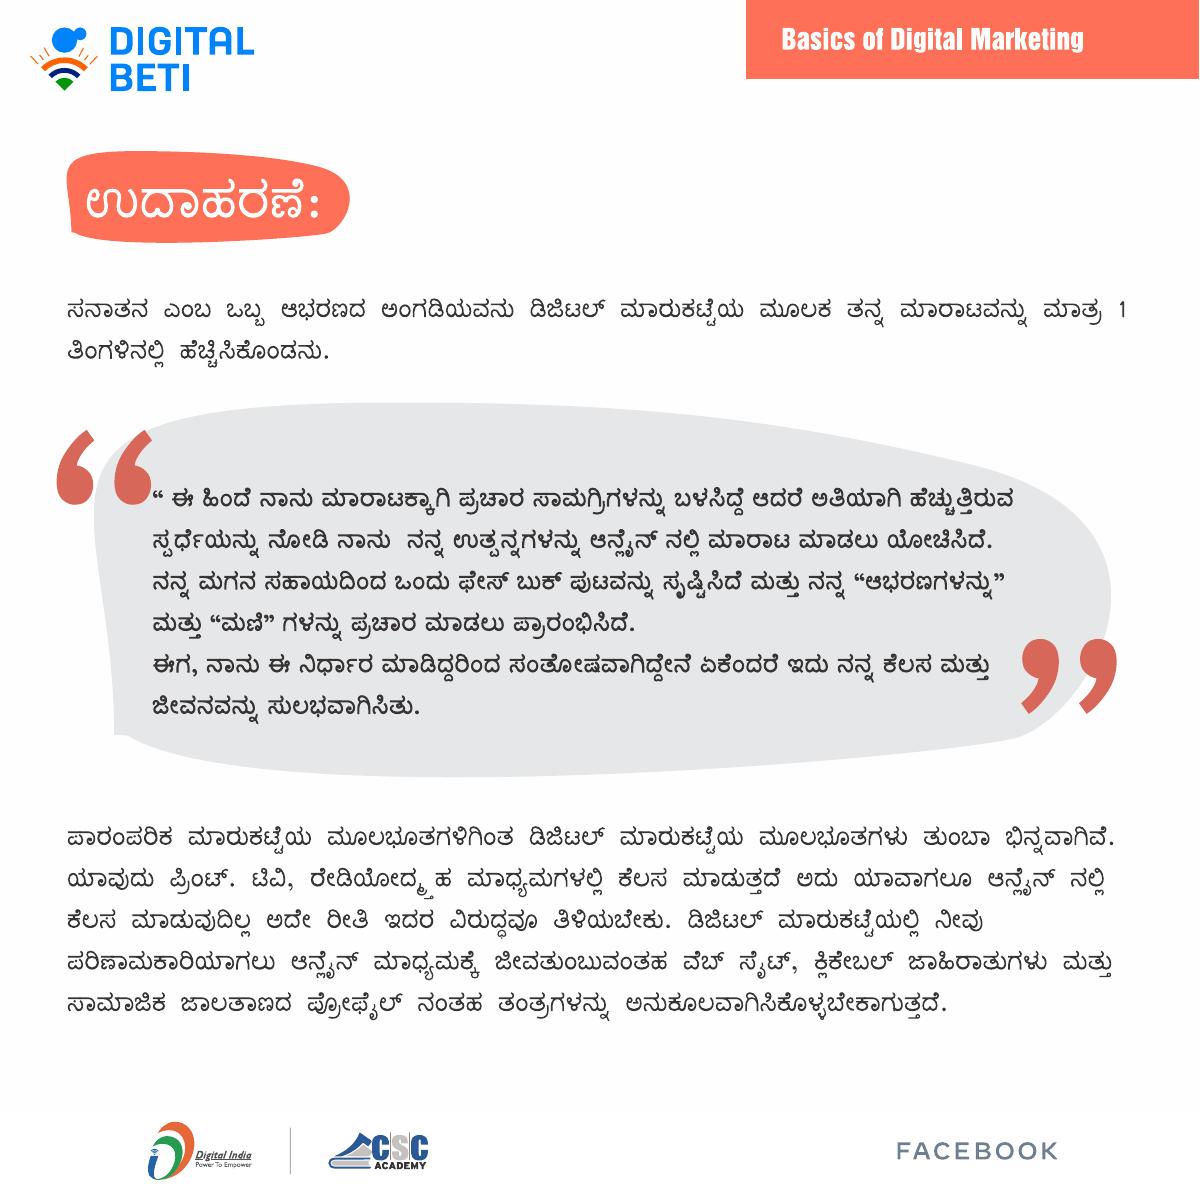 DIGITAL
BETI
Basics of Digital Marketing
ಉದಾಹರಣೆ:
ಸನಾತನ ಎಂಬ ಒಬ್ಬ ಆಭರಣದ ಅಂಗಡಿಯವನು ಡಿಜಿಟಲ್ ಮಾರುಕಟ್ಟೆಯ ಮೂಲಕ ತನ್ನ ಮಾರಾಟವನ್ನು ಮಾತ್ರ 1
ತಿಂಗಳಿನಲ್ಲಿ ಹೆಚ್ಚಿಸಿಕೊಂಡನು.
“ ಈ ಹಿಂದೆ ನಾನು ಮಾರಾಟಕ್ಕಾಗಿ ಪ್ರಚಾರ ಸಾಮಗ್ರಿಗಳನ್ನು ಬಳಸಿದ್ದೆ ಆದರೆ ಅತಿಯಾಗಿ ಹೆಚ್ಚುತ್ತಿರುವ
ಸ್ಪರ್ಧೆಯನ್ನು ನೋಡಿ ನಾನು ನನ್ನ ಉತ್ಪನ್ನಗಳನ್ನು ಆನ್ಲೈನ್ ನಲ್ಲಿ ಮಾರಾಟ ಮಾಡಲು ಯೋಚಿಸಿದೆ.
ನನ್ನ ಮಗನ ಸಹಾಯದಿಂದ ಒಂದು ಫೇಸ್ ಬುಕ್ ಪುಟವನ್ನು ಸೃಷ್ಟಿಸಿದೆ ಮತ್ತು ನನ್ನ “ಆಭರಣಗಳನ್ನು”
ಮತ್ತು “ಮಣಿ” ಗಳನ್ನು ಪ್ರಚಾರ ಮಾಡಲು ಪ್ರಾರಂಭಿಸಿದೆ.
ಈಗ, ನಾನು ಈ ನಿರ್ಧಾರ ಮಾಡಿದ್ದರಿಂದ ಸಂತೋಷವಾಗಿದ್ದೇನೆ ಏಕೆಂದರೆ ಇದು ನನ್ನ ಕೆಲಸ ಮತ್ತು
ಜೀವನವನ್ನು ಸುಲಭವಾಗಿಸಿತು.
ಪಾರಂಪರಿಕ ಮಾರುಕಟ್ಟೆಯ ಮೂಲಭೂತಗಳಿಗಿಂತ ಡಿಜಿಟಲ್ ಮಾರುಕಟ್ಟೆಯ ಮೂಲಭೂತಗಳು ತುಂಬಾ ಭಿನ್ನವಾಗಿವೆ.
ಯಾವುದು ಪ್ರಿಂಟ್. ಟಿವಿ, ಮಾಧ್ಯಮಗಳಲ್ಲಿ ಕೆಲಸ ಮಾಡುತ್ತದೆ ಅದು ಯಾವಾಗಲೂ ಆನ್ಲೈನ್ ನಲ್ಲಿ
ಕೆಲಸ ಮಾಡುವುದಿಲ್ಲ ಅದೇ ರೀತಿ ಇದರ ವಿರುದ್ಧವೂ ತಿಳಿಯಬೇಕು. ಡಿಜಿಟಲ್ ಮಾರುಕಟ್ಟೆಯಲ್ಲಿ ನೀವು
ಪರಿಣಾಮಕಾರಿಯಾಗಲು ಆನ್ಲೈನ್ ಮಾಧ್ಯಮಕ್ಕೆ ಜೀವತುಂಬುವಂತಹ ವೆಬ್ ಸೈಟ್, ಕ್ಲಿಕೇಬಲ್ ಜಾಹಿರಾತುಗಳು ಮತ್ತು
ಸಾಮಾಜಿಕ ಜಾಲತಾಣದ ಪ್ರೋಫೈಲ್ ನಂತಹ ತಂತ್ರಗಳನ್ನು ಅನುಕೂಲವಾಗಿಸಿಕೊಳ್ಳಬೇಕಾಗುತ್ತದೆ.
Digital India
Power To Empower
CSC
ACADEMY
FACEBOOK